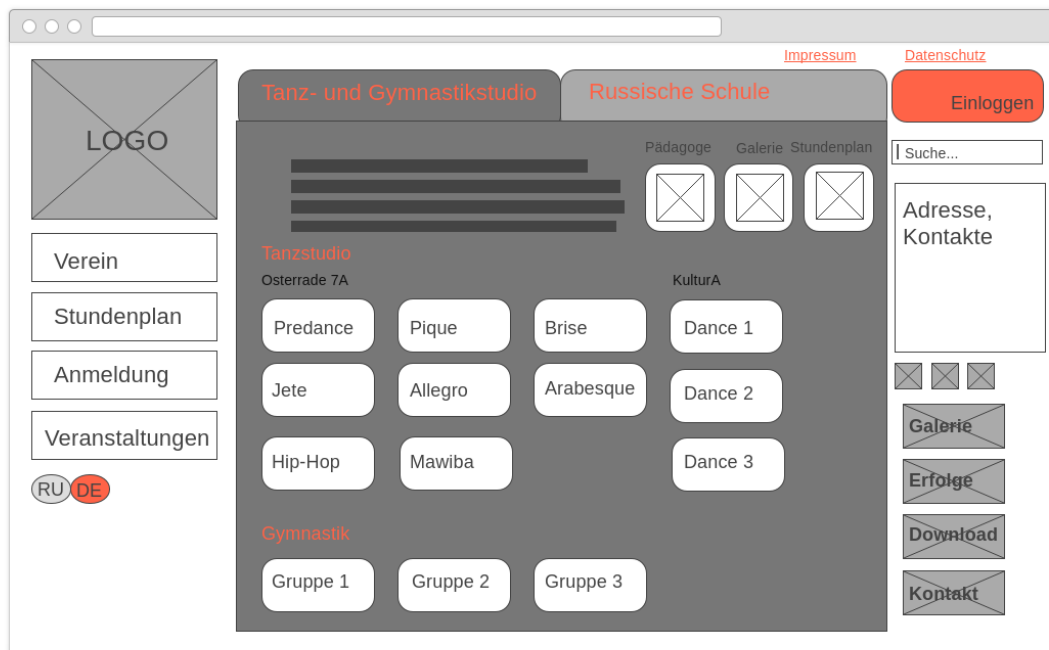 Impressum
Datenschutz
LOGO
Tanz- und Gymnastikstudio
Russische Schule
Einloggen
Suche...
Pädagoge
Galerie
Stundenplan
Adresse,
Kontakte
Verein
Stundenplan
Anmeldung
Veranstaltungen
RU
DE
Tanzstudio
Osterrade 7A
KulturA
Predance
Pique
Brise
Dance 1
Jete
Allegro
Arabesque
Dance 2
Hip-Hop
Mawiba
Dance 3
Gymnastik
Gruppe 1
Gruppe 2
Gruppe 3
Galerie
Erfolge
Download
Kontakt